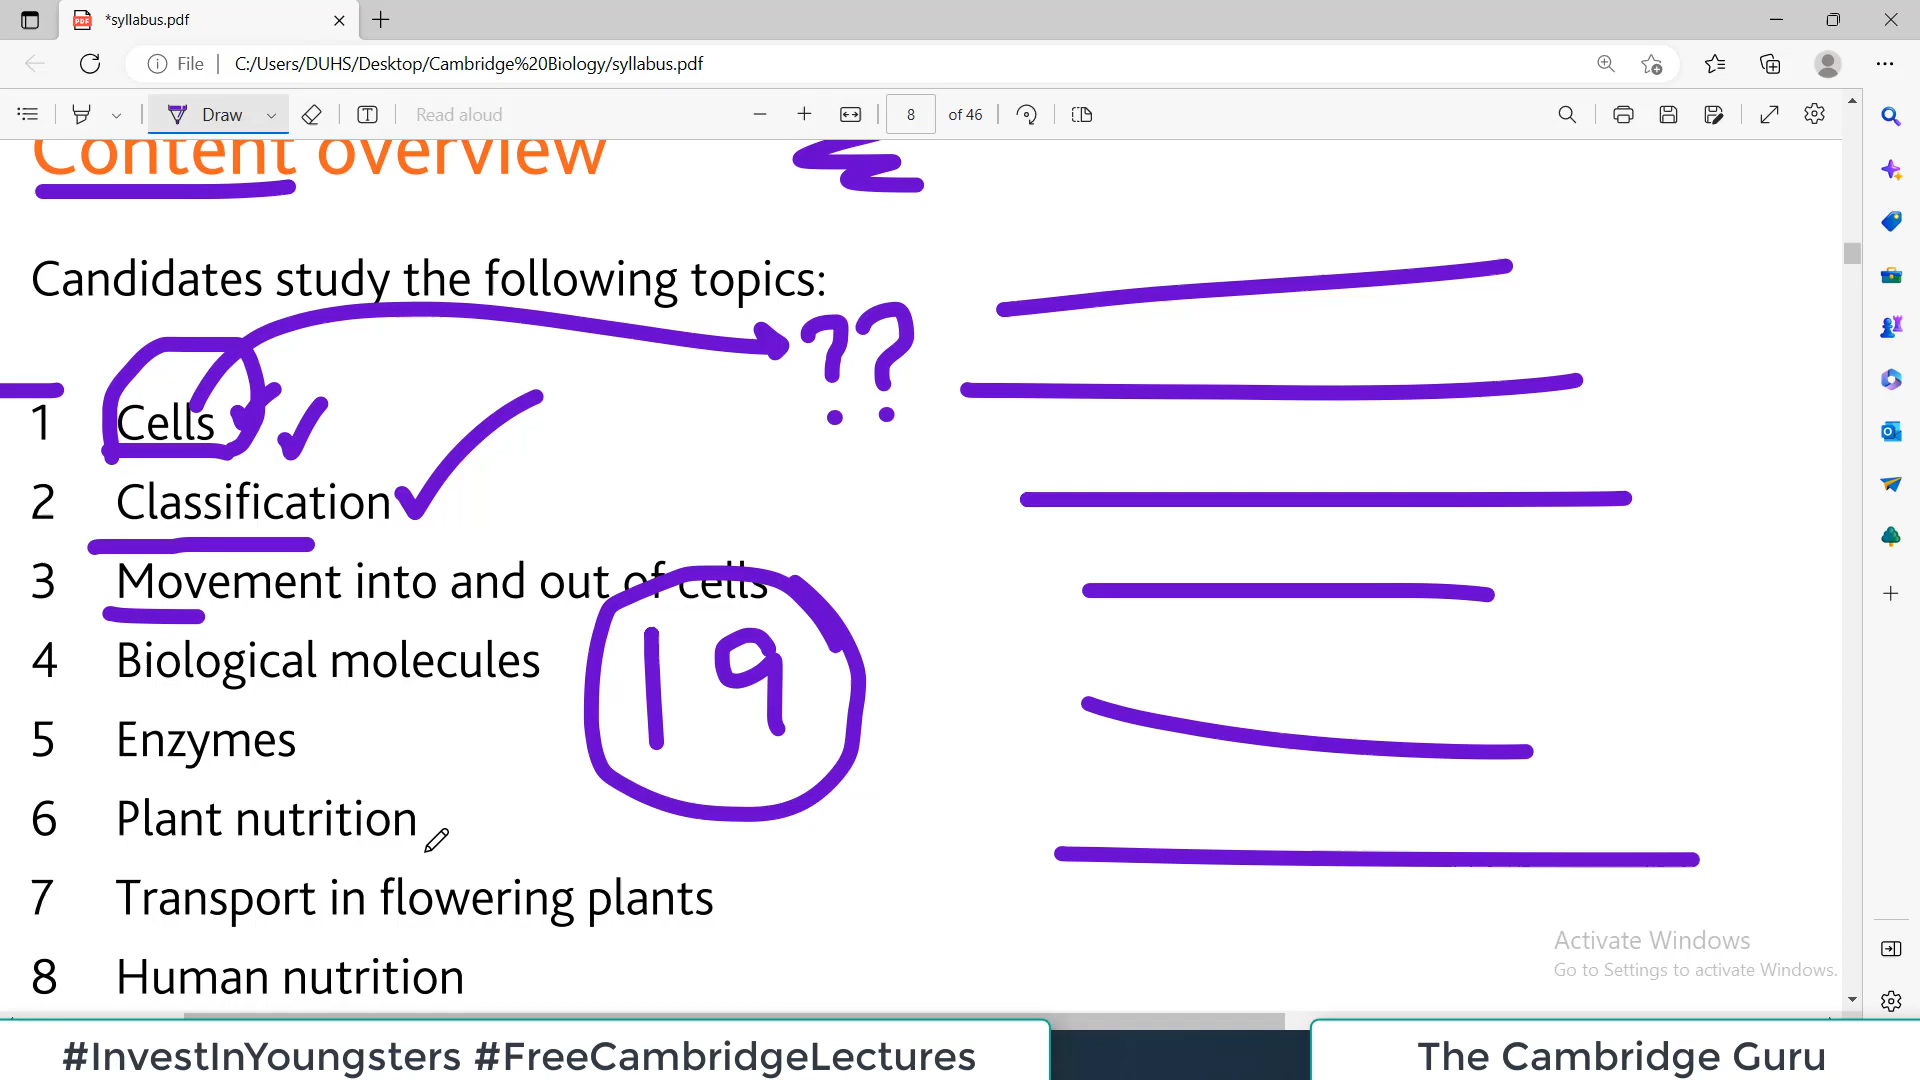 *syllabus.pdf
File
C:/Users/DUHS/Desktop/Cambridge%20Biology/syllabus.pdf
Draw
Read aloud
8 of 46
Content overview
Candidates study the following topics:
??
1 Cells
2 Classification
3 Movement into and out of cells
19
4 Biological molecules
5 Enzymes
6 Plant nutrition
7 Transport in flowering plants
8 Human nutrition
Activate Windows
Go to Settings to activate Windows.
#InvestInYoungsters #FreeCambridgeLectures
The Cambridge Guru